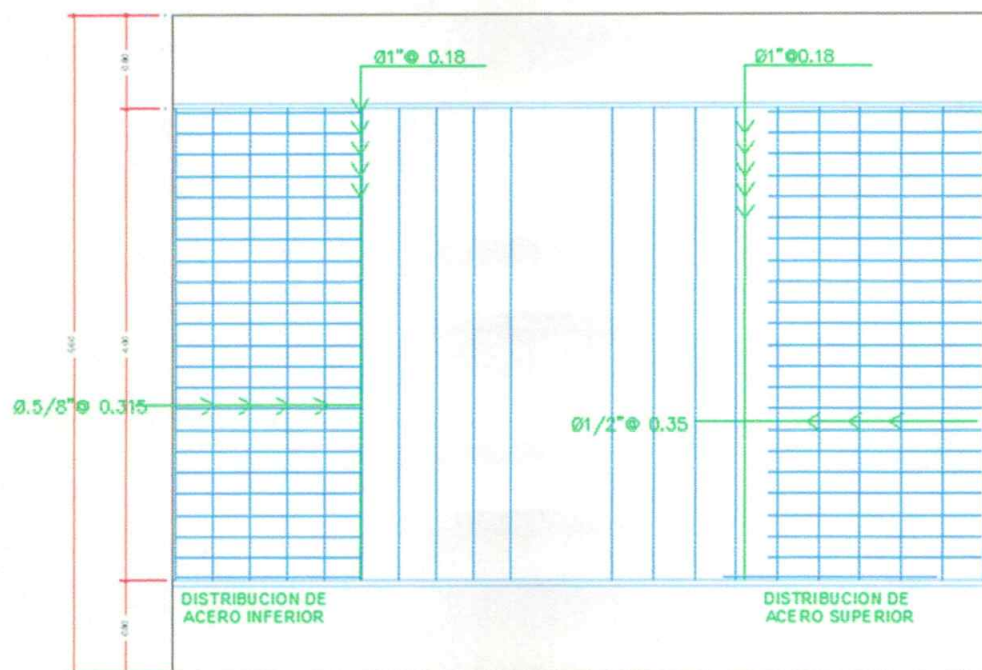 Ø1"@ 0.18
Ø1"@0.18
Ø.5/8"@ 0.315
Ø1/2"@ 0.35
DISTRIBUCION DE
ACERO INFERIOR
DISTRIBUCION DE
ACERO SUPERIOR